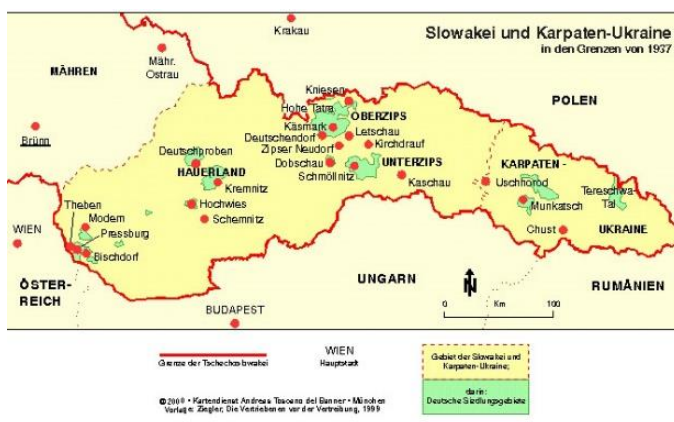 Slowakei und Karpaten-Ukraine
in den Grenzen von 1937
Krakau
Mähr.
Ostrau
MÄHREN
POLEN
Brünn
Kniesen
Hohe Tatra
OBERZIPS
Käsmark
Deutschendorf
Letschau
Zipser Neudorf
Kirchdrauf
Deutschproben
Dobschau
UNTERZIPS
HAUERLAND
Schmöllnitz
Kremnitz
Kaschau
KARPATEN -
Uschhorod
Tereschwa-
Tal
Munkatsch
Theben
Modern
Hochwies
Schemnitz
Pressburg
Chust
UKRAINE
WIEN
Bischdorf
ÖSTER-
REICH
UNGARN
N
RUMÄNIEN
0 Km 100
BUDAPEST
Grenze der Tschechoslowakei
WIEN
Hauptstadt
Gebiet der Slowakei und
Karpaten-Ukraine;
darin:
Deutsche Siedlungsgebiete
Kartendienst Andreas del Banner • München
Vorlage: Ziegler, Die Vertriebenen vor der Vertreibung, 1999